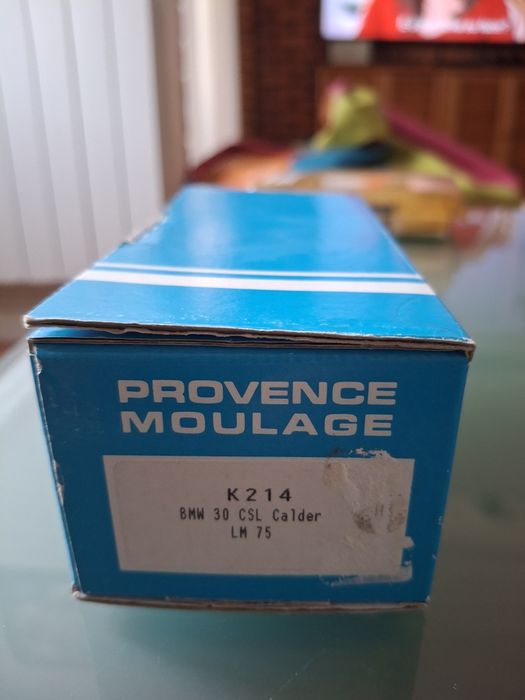 PROVENCE
MOULAGE
K214
BMW 30 CSL Calder
LM 75